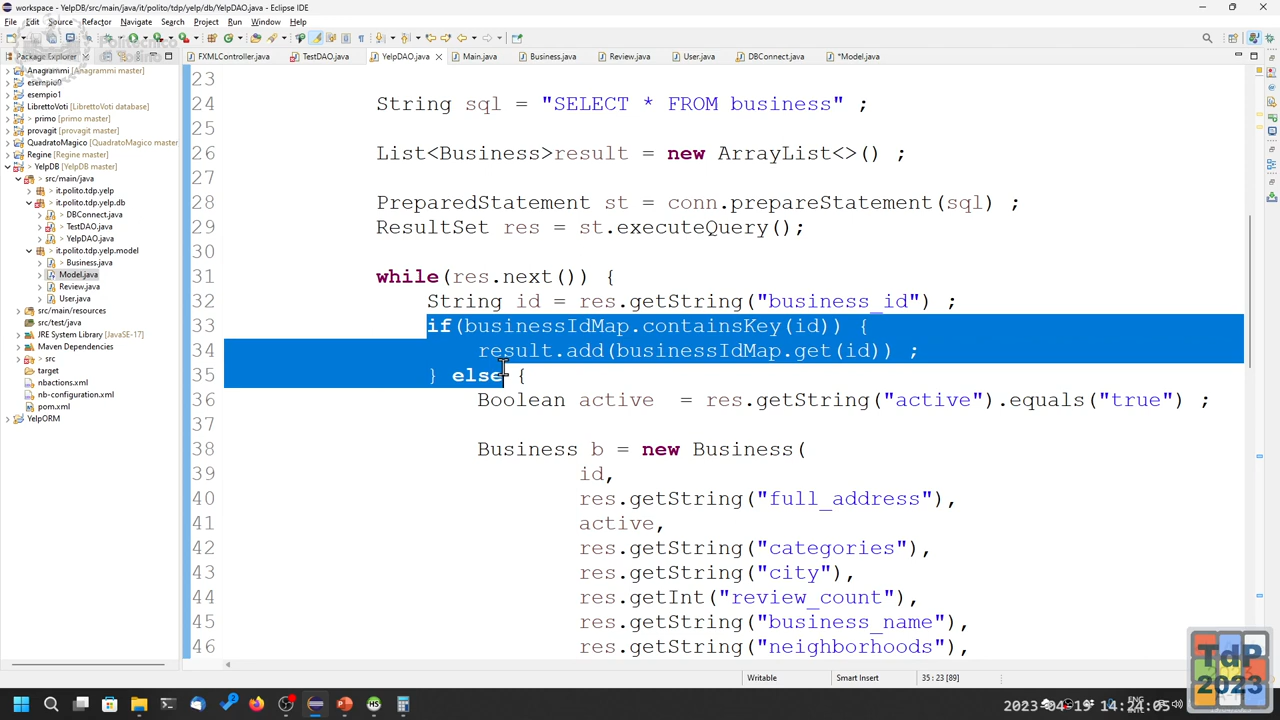 workspace - YelpDB/src/main/java/it/polito/tdp/yelp/db/YelpDAO.java - Eclipse IDE
File Edit Source Refactor Navigate Search Project Run Window Help
Package Explorer
FXMLController.java TestDAO.java YelpDAO.java Main.java Business.java Review.java User.java DBConnect.java *Model.java
Anagrammi [Anagrammi master]
esempio0
esempio1
LibrettoVoti [LibrettoVoti database]
> primo [primo master]
provagit [provagit master]
QuadratoMagico [QuadratoMagico master]
Regine [Regine master]
> YelpDB [YelpDB master]
> src/main/java
> it.polito.tdp.yelp
> it.polito.tdp.yelp.db
> DBConnect.java
> TestDAO.java
> YelpDAO.java
> it.polito.tdp.yelp.model
> Business.java
Model.java
> Review.java
> User.java
src/main/resources
src/test/java
JRE System Library [JavaSE-17]
Maven Dependencies
> src
target
nbactions.xml
nb-configuration.xml
pom.xml
YelpORM
23
24 String sql = "SELECT * FROM business" ;
25
26 List<Business>result = new ArrayList<>() ;
27
28 PreparedStatement st = conn.prepareStatement(sql) ;
29 ResultSet res = st.executeQuery();
30
31 while(res.next()) {
32 String id = res.getString("business_id") ;
33 if(businessIdMap.containsKey(id)) {
34 result.add(businessIdMap.get(id)) ;
35 } else {
36 Boolean active = res.getString("active").equals("true") ;
37
38 Business b = new Business(
39 id,
40 res.getString("full_address"),
41 active,
42 res.getString("categories"),
43 res.getString("city"),
44 res.getInt("review_count"),
45 res.getString("business_name"),
46 res.getString("neighborhoods"),
Writable Smart Insert 35 : 23 [89]
TdP
2023
ENG
2023-04-19 14:24:05